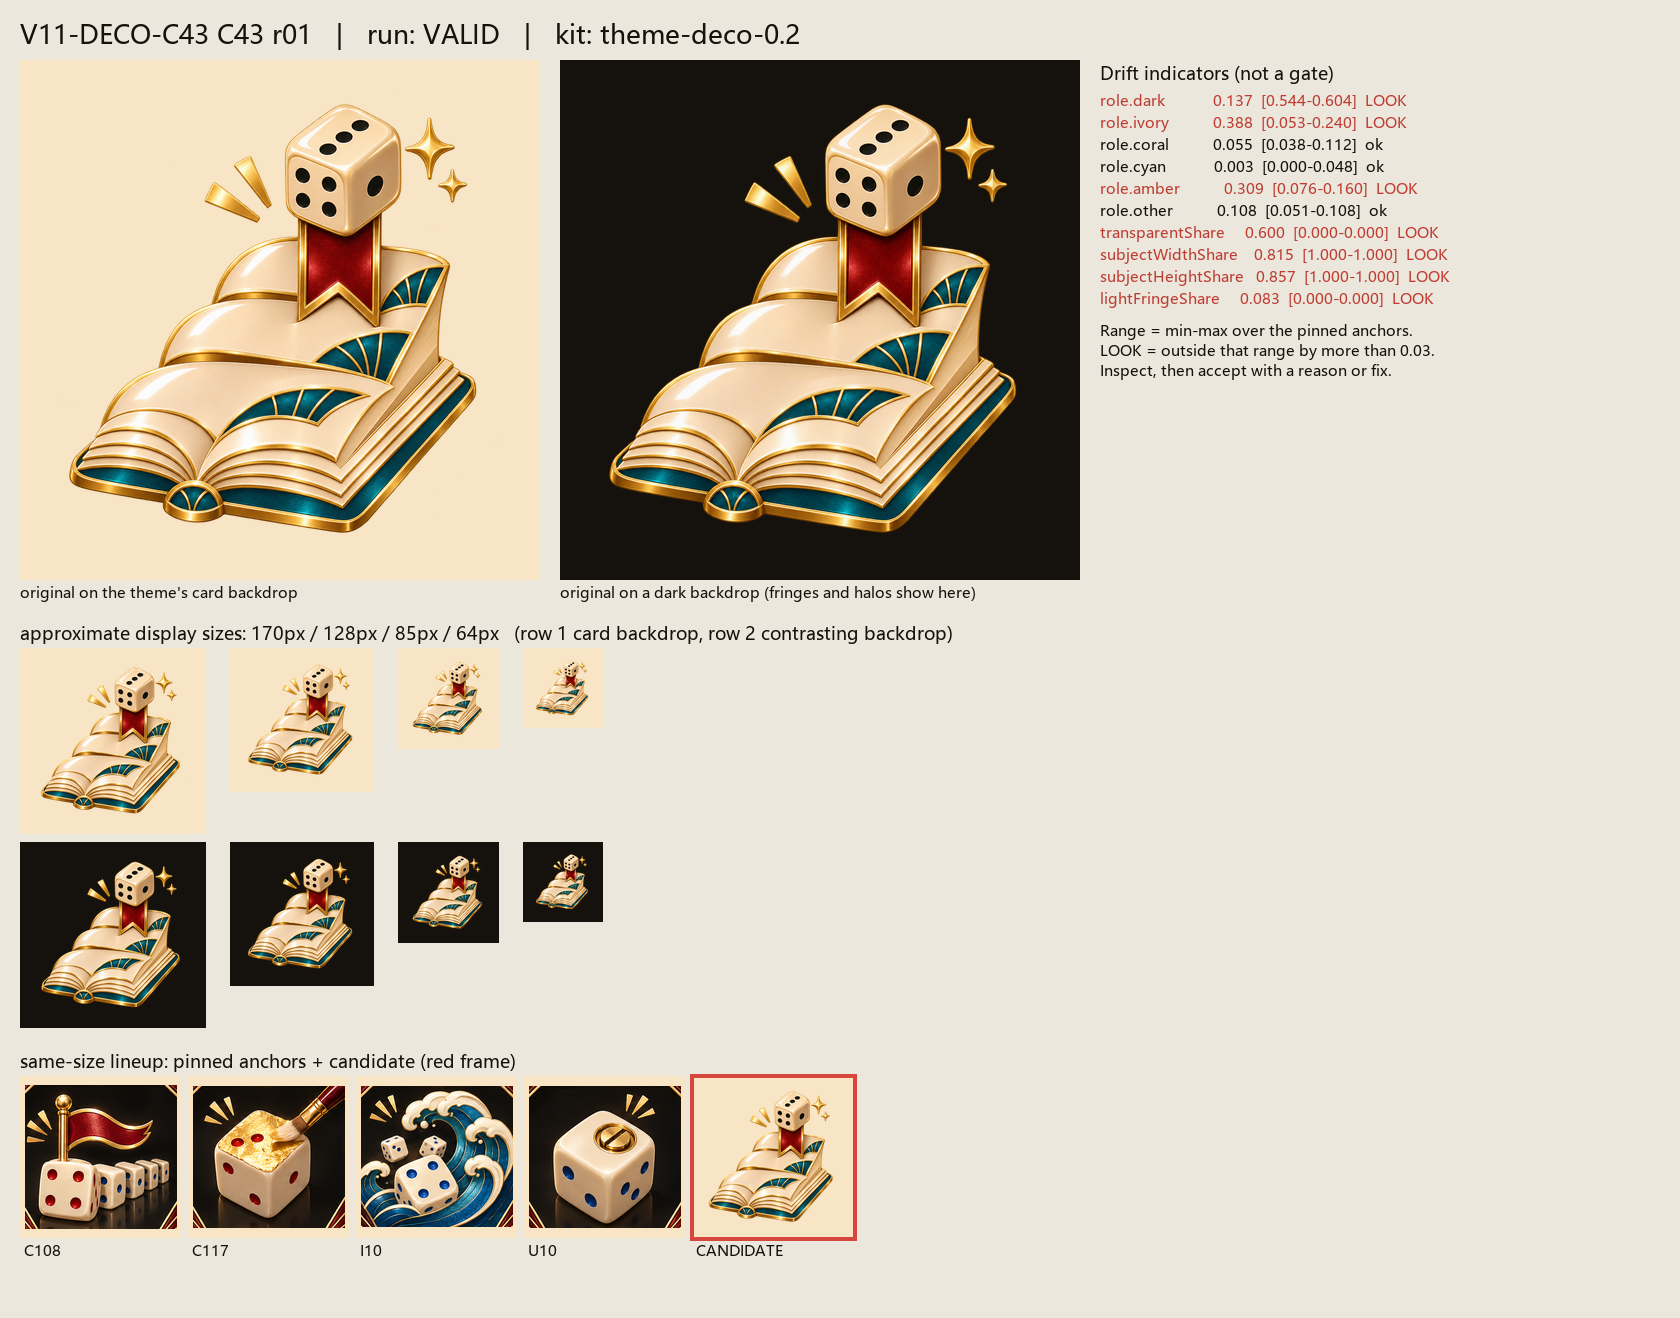 V11-DECO-C43 C43 r01 | run: VALID | kit: theme-deco-0.2
Drift indicators (not a gate)
role.dark 0.137 [0.544-0.604] LOOK
role.ivory 0.388 [0.053-0.240] LOOK
role.coral 0.055 [0.038-0.112] ok
role.cyan 0.003 [0.000-0.048] ok
role.amber 0.309 [0.076-0.160] LOOK
role.other 0.108 [0.051-0.108] ok
transparentShare 0.600 [0.000-0.000] LOOK
subjectWidthShare 0.815 [1.000-1.000] LOOK
subjectHeightShare 0.857 [1.000-1.000] LOOK
lightFringeShare 0.083 [0.000-0.000] LOOK
Range = min-max over the pinned anchors.
LOOK = outside that range by more than 0.03.
Inspect, then accept with a reason or fix.
original on the theme's card backdrop
original on a dark backdrop (fringes and halos show here)
approximate display sizes: 170px / 128px / 85px / 64px (row 1 card backdrop, row 2 contrasting backdrop)
same-size lineup: pinned anchors + candidate (red frame)
C108
C117
I10
U10
CANDIDATE